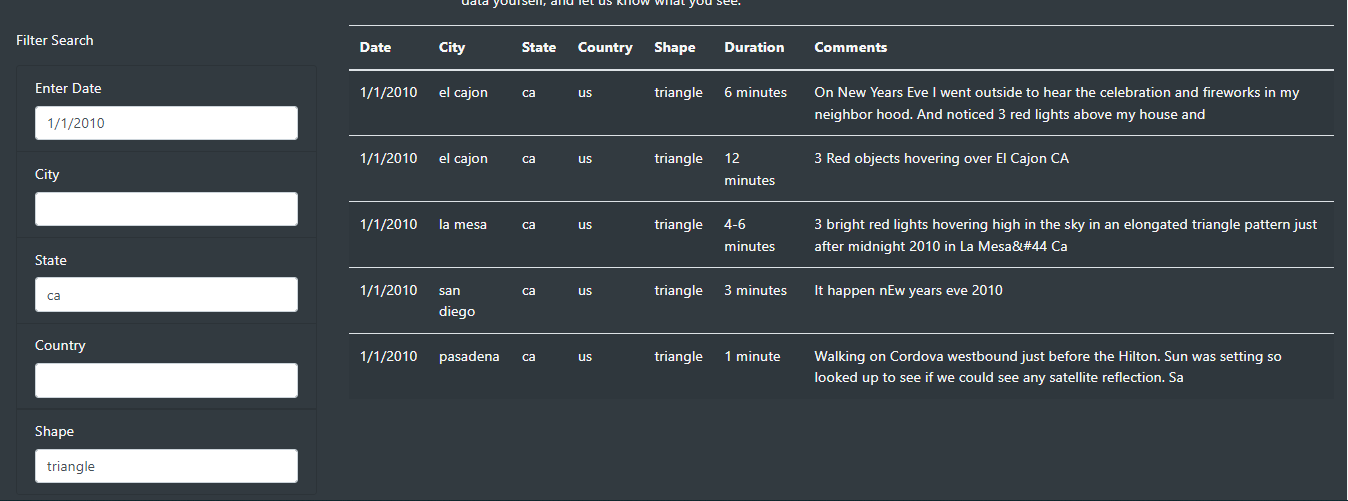 data yourself, and let us know what you see.
Filter Search
Enter Date
1/1/2010
City
State
ca
Country
Shape
triangle
Date City State Country Shape Duration Comments
1/1/2010 el cajon ca us triangle 6 minutes On New Years Eve I went outside to hear the celebration and fireworks in my
neighbor hood. And noticed 3 red lights above my house and
1/1/2010 el cajon ca us triangle 12 3 Red objects hovering over El Cajon CA
minutes
1/1/2010 la mesa ca us triangle 4-6 3 bright red lights hovering high in the sky in an elongated triangle pattern just
minutes after midnight 2010 in La Mesa&#44 Ca
1/1/2010 san ca us triangle 3 minutes It happen nEw years eve 2010
diego
1/1/2010 pasadena ca us triangle 1 minute Walking on Cordova westbound just before the Hilton. Sun was setting so
looked up to see if we could see any satellite reflection. Sa